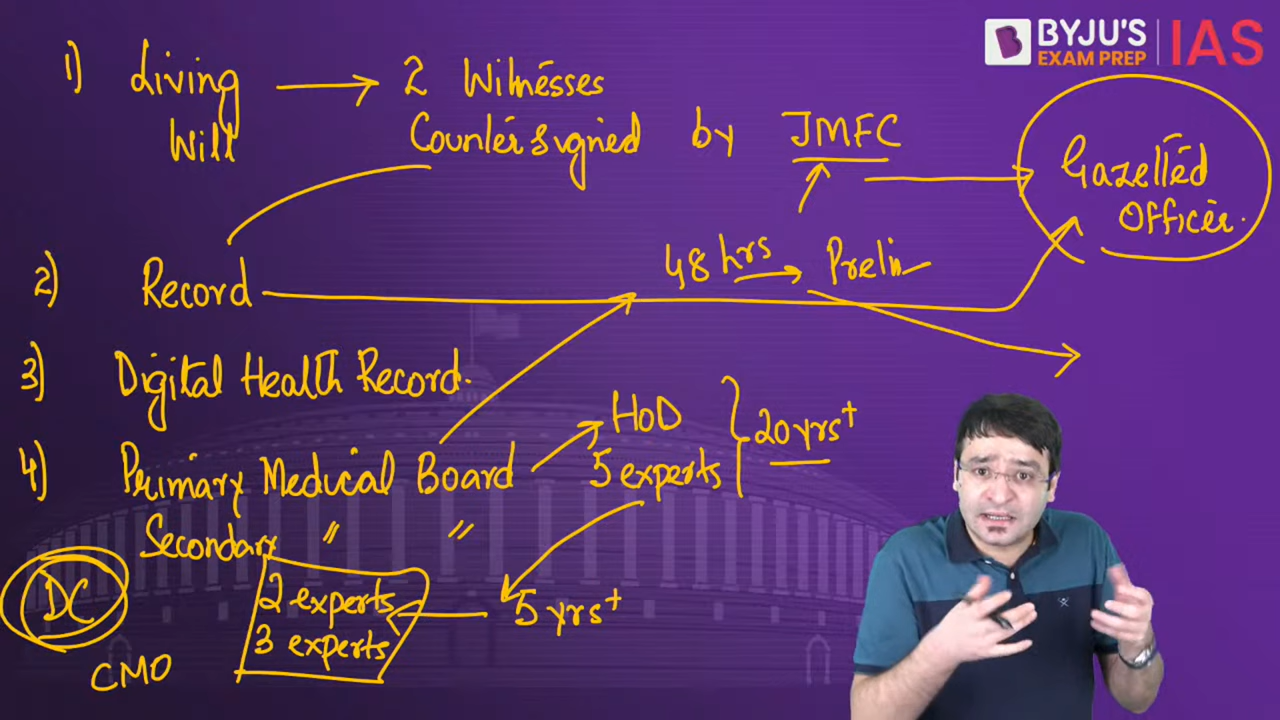 BYJU'S
EXAM PREP
IAS
1) Living Will → 2 Witnesses
Countersigned by JMFC → Gazetted Officer.
2) Record
48 hrs → Prelim
3) Digital Health Record.
4) Primary Medical Board → HoD
5 experts
20 yrs+
Secondary " "
DC
2 experts
3 experts
5 yrs+
CMO